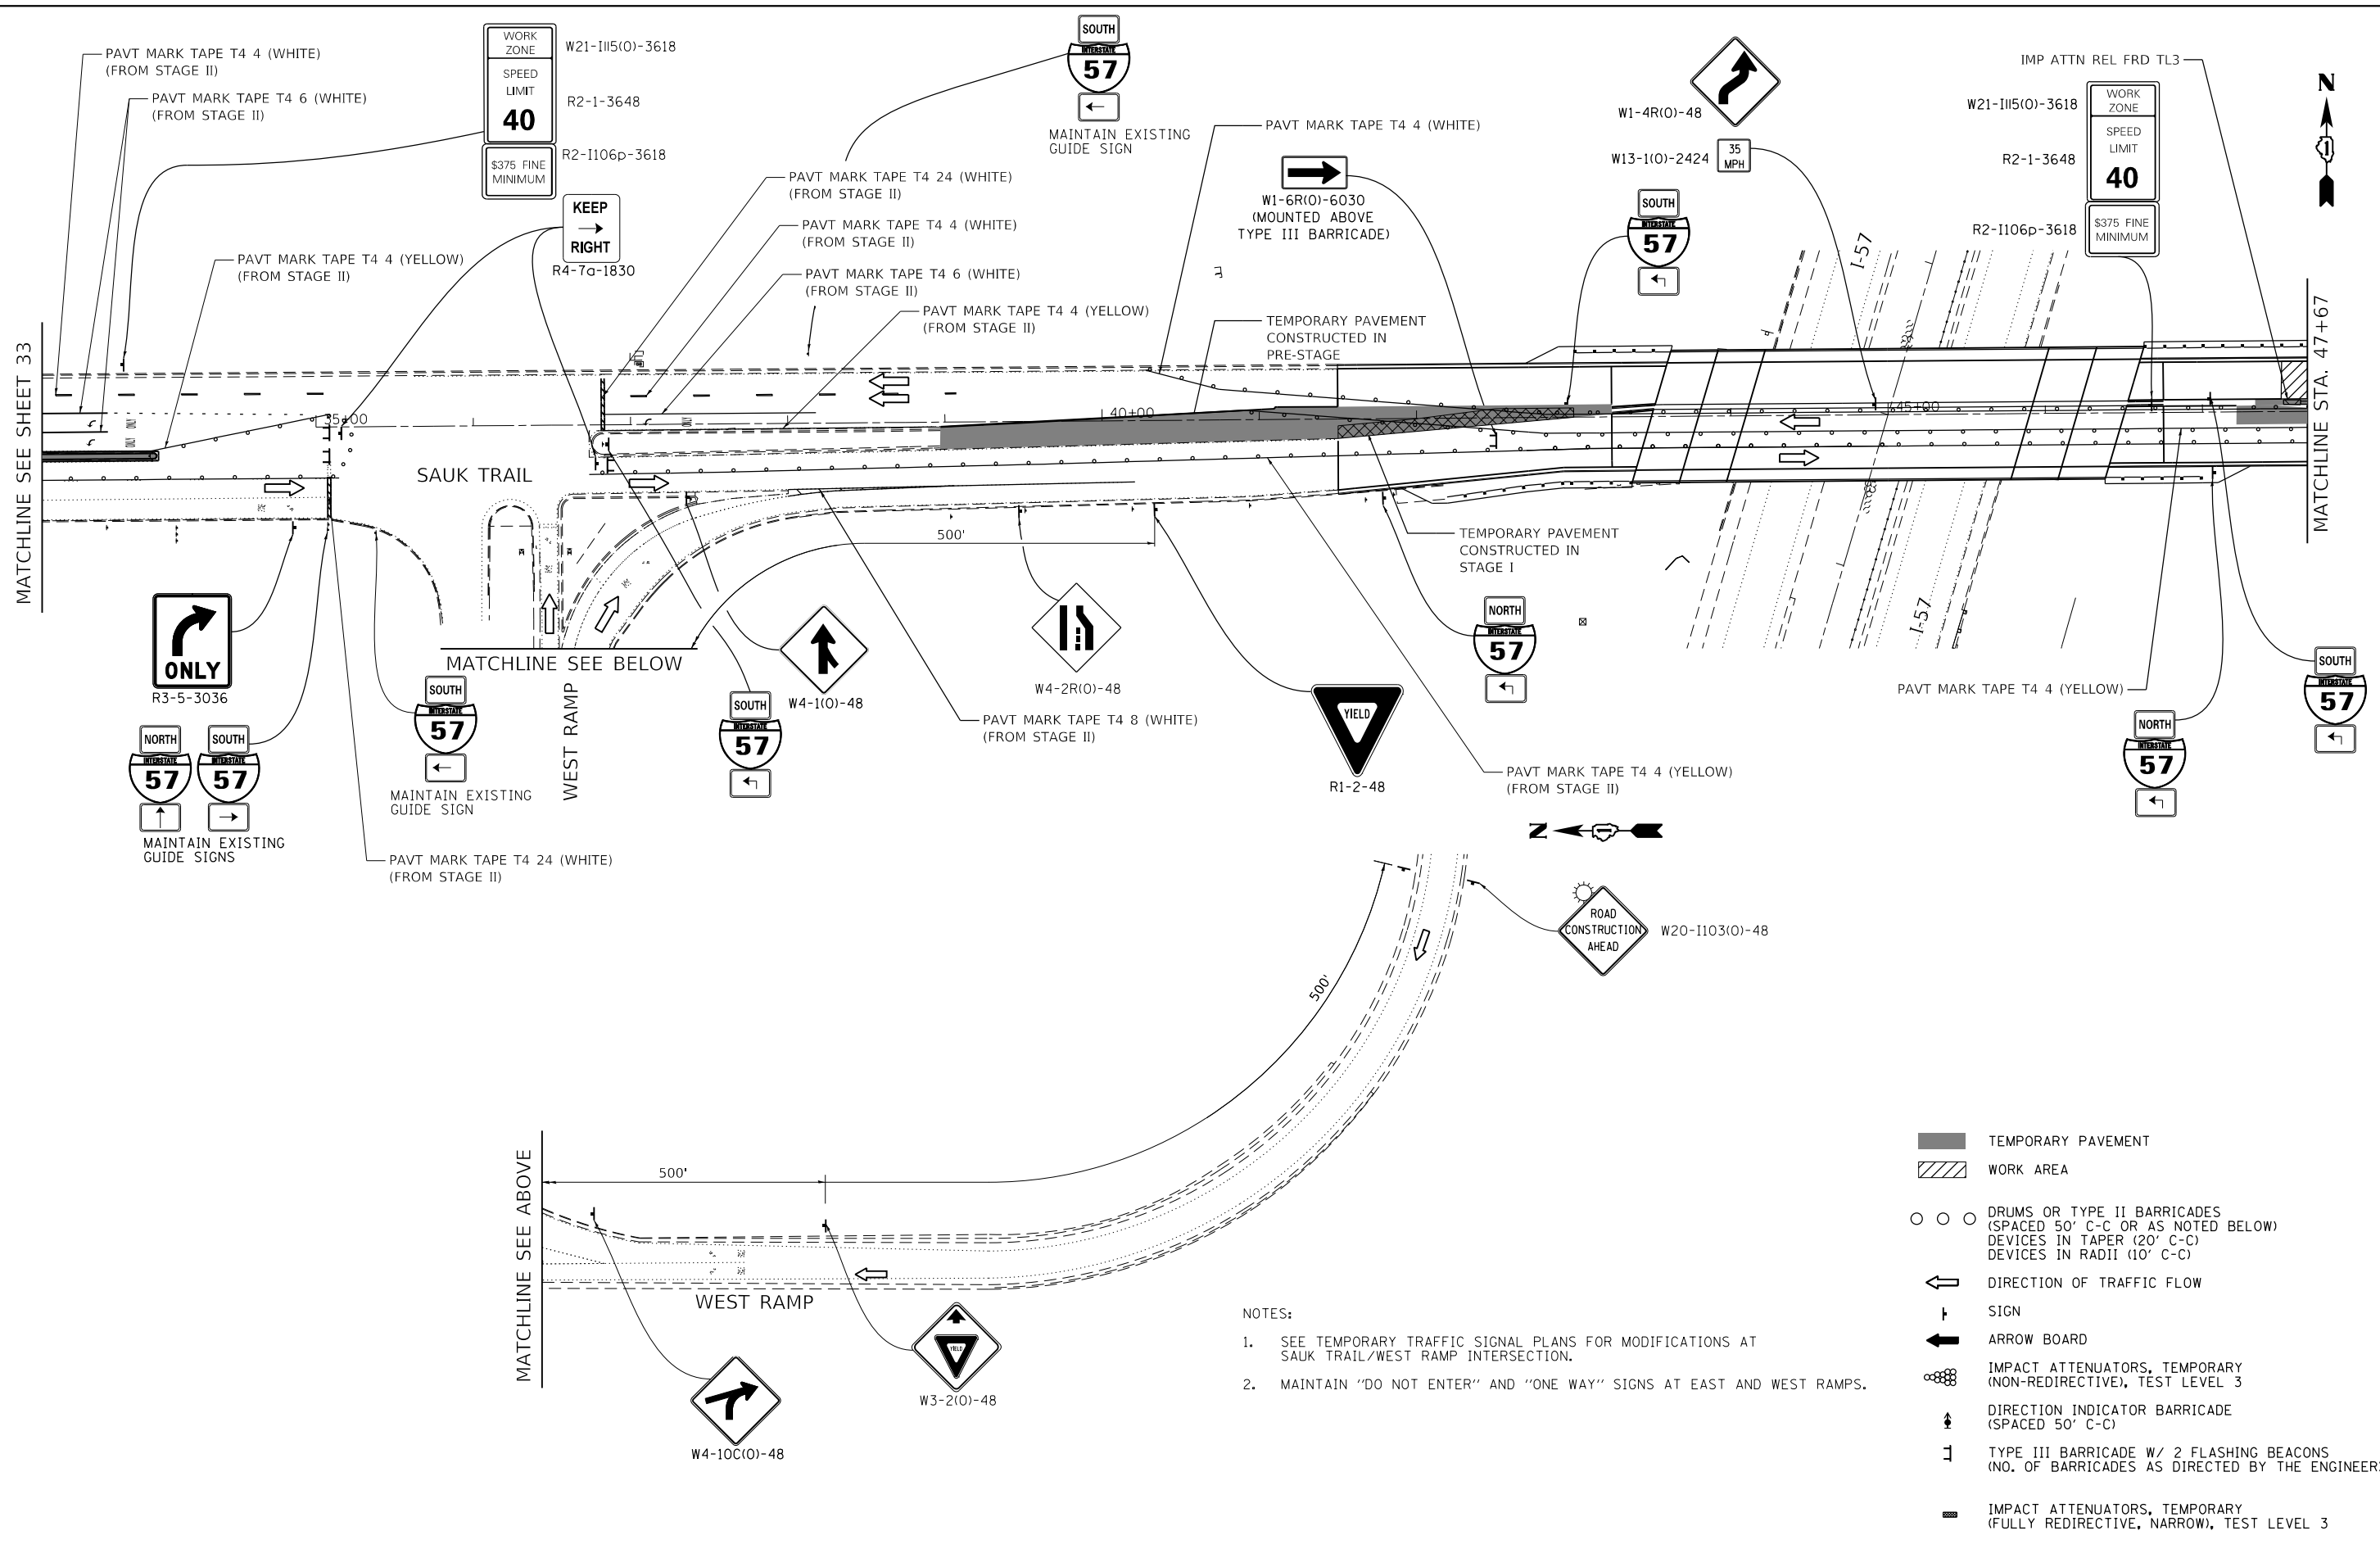 PAVT MARK TAPE T4 4 (WHITE)
(FROM STAGE II)
PAVT MARK TAPE T4 6 (WHITE)
(FROM STAGE II)
WORK
ZONE
SPEED
LIMIT
40
$375 FINE
MINIMUM
W21-I115(O)-3618
R2-1-3648
R2-I106p-3618
KEEP
RIGHT
R4-7a-1830
PAVT MARK TAPE T4 4 (YELLOW)
(FROM STAGE II)
SOUTH
INTERSTATE
57
MAINTAIN EXISTING
GUIDE SIGN
PAVT MARK TAPE T4 24 (WHITE)
(FROM STAGE II)
PAVT MARK TAPE T4 4 (WHITE)
(FROM STAGE II)
PAVT MARK TAPE T4 6 (WHITE)
(FROM STAGE II)
PAVT MARK TAPE T4 4 (YELLOW)
(FROM STAGE II)
PAVT MARK TAPE T4 4 (WHITE)
W1-6R(O)-6030
(MOUNTED ABOVE
TYPE III BARRICADE)
TEMPORARY PAVEMENT
CONSTRUCTED IN
PRE-STAGE
W1-4R(O)-48
W13-1(O)-2424
35
MPH
SOUTH
INTERSTATE
57
I-57
IMP ATTN REL FRD TL3
W21-I115(O)-3618
R2-1-3648
R2-I106p-3618
WORK
ZONE
SPEED
LIMIT
40
$375 FINE
MINIMUM
N
1
MATCHLINE SEE SHEET 33
ONLY
ONLY
35+00
ONLY
40+00
45+00
MATCHLINE STA. 47+67
SAUK TRAIL
500'
TEMPORARY PAVEMENT
CONSTRUCTED IN
STAGE I
I-57
ONLY
R3-5-3036
MATCHLINE SEE BELOW
WEST RAMP
NORTH
INTERSTATE
57
SOUTH
INTERSTATE
57
MAINTAIN EXISTING
GUIDE SIGNS
SOUTH
INTERSTATE
57
MAINTAIN EXISTING
GUIDE SIGN
PAVT MARK TAPE T4 24 (WHITE)
(FROM STAGE II)
SOUTH
INTERSTATE
57
W4-1(O)-48
W4-2R(O)-48
PAVT MARK TAPE T4 8 (WHITE)
(FROM STAGE II)
YIELD
R1-2-48
NORTH
INTERSTATE
57
PAVT MARK TAPE T4 4 (YELLOW)
(FROM STAGE II)
PAVT MARK TAPE T4 4 (YELLOW)
NORTH
INTERSTATE
57
SOUTH
INTERSTATE
57
N
ROAD
CONSTRUCTION
AHEAD
W20-I103(O)-48
500'
MATCHLINE SEE ABOVE
500'
WEST RAMP
W4-10C(O)-48
YIELD
W3-2(O)-48
NOTES:
1. SEE TEMPORARY TRAFFIC SIGNAL PLANS FOR MODIFICATIONS AT
SAUK TRAIL/WEST RAMP INTERSECTION.
2. MAINTAIN "DO NOT ENTER" AND "ONE WAY" SIGNS AT EAST AND WEST RAMPS.
TEMPORARY PAVEMENT
WORK AREA
DRUMS OR TYPE II BARRICADES
(SPACED 50' C-C OR AS NOTED BELOW)
DEVICES IN TAPER (20' C-C)
DEVICES IN RADII (10' C-C)
DIRECTION OF TRAFFIC FLOW
SIGN
ARROW BOARD
IMPACT ATTENUATORS, TEMPORARY
(NON-REDIRECTIVE), TEST LEVEL 3
DIRECTION INDICATOR BARRICADE
(SPACED 50' C-C)
TYPE III BARRICADE W/ 2 FLASHING BEACONS
(NO. OF BARRICADES AS DIRECTED BY THE ENGINEER
IMPACT ATTENUATORS, TEMPORARY
(FULLY REDIRECTIVE, NARROW), TEST LEVEL 3